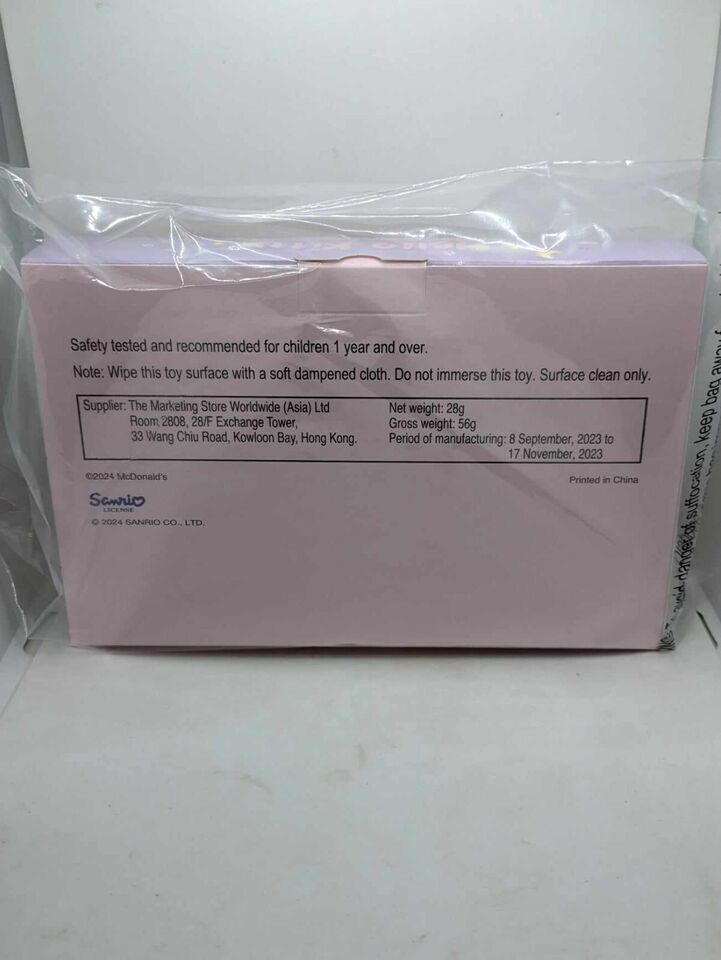 Hello Kitty
Safety tested and recommended for children 1 year and over.
Note: Wipe this toy surface with a soft dampened cloth. Do not immerse this toy. Surface clean only.
Supplier: The Marketing Store Worldwide (Asia) Ltd
Room 2808, 28/F Exchange Tower,
33 Wang Chiu Road, Kowloon Bay, Hong Kong.
Net weight: 28g
Gross weight: 56g
Period of manufacturing: 8 September, 2023 to
17 November, 2023
©2024 McDonald's
Printed in China
Sanrio
LICENSE
© 2024 SANRIO CO., LTD.
avoid danger of suffocation, keep bag away